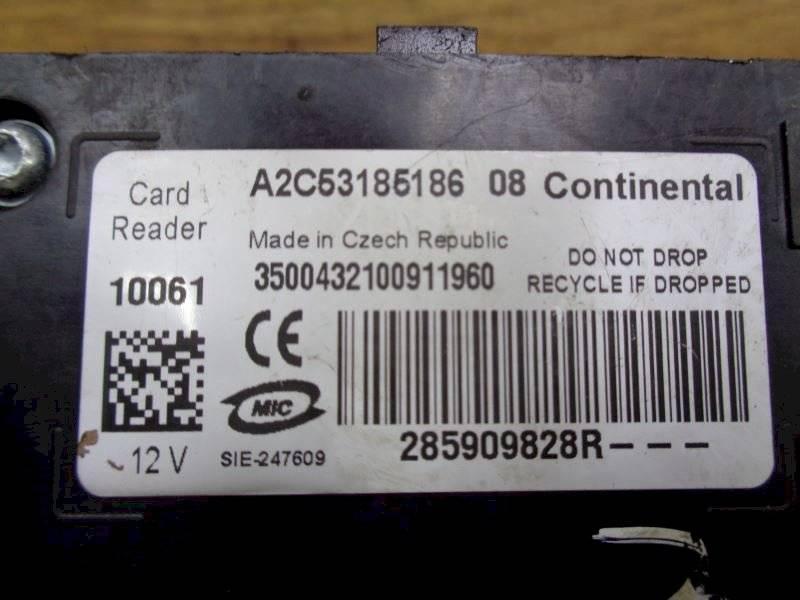 Card
Reader
10061
12 V
A2C53185186 08 Continental
Made in Czech Republic
3500432100911960
DO NOT DROP
RECYCLE IF DROPPED
CE
MIC
SIE-247609
285909828R---